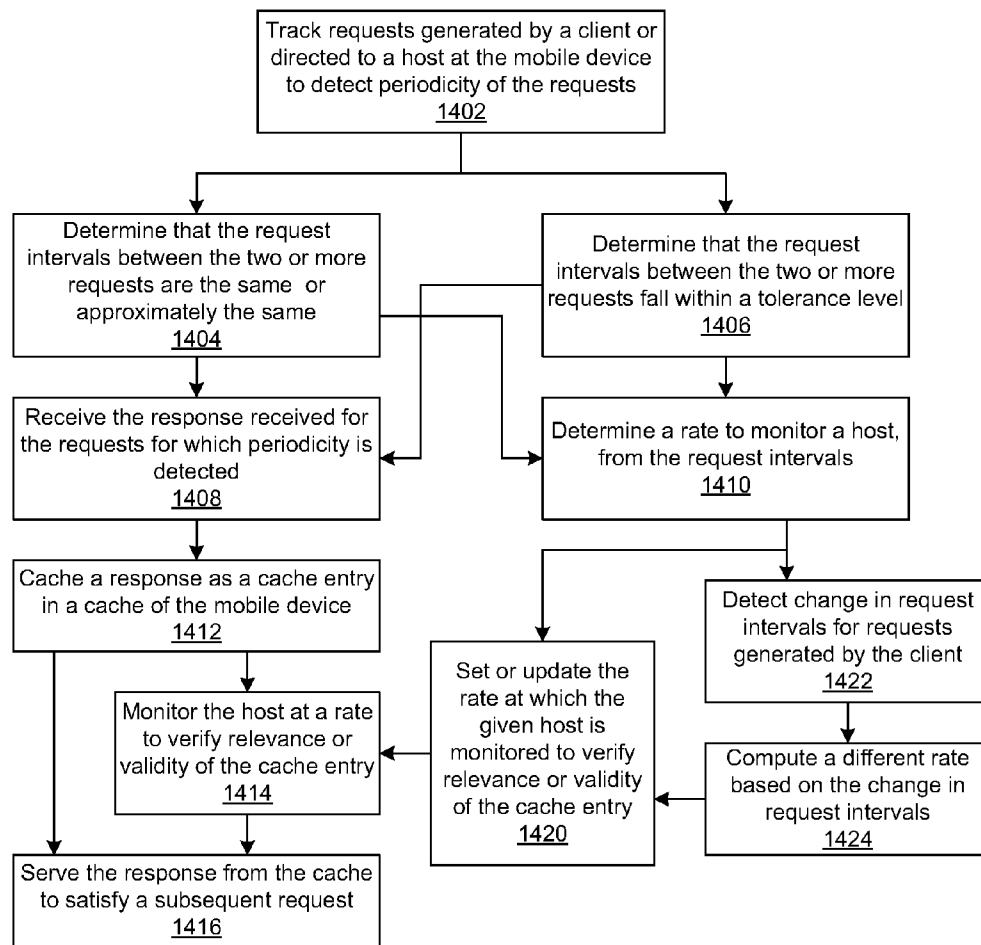 Track requests generated by a client or
directed to a host at the mobile device
to detect periodicity of the requests
1402
Determine that the request
intervals between the two or more
requests are the same or
approximately the same
1404
Determine that the request
intervals between the two or more
requests fall within a tolerance level
1406
Receive the response received for
the requests for which periodicity is
detected
1408
Determine a rate to monitor a host,
from the request intervals
1410
Cache a response as a cache entry
in a cache of the mobile device
1412
Detect change in request
intervals for requests
generated by the client
1422
Set or update the
rate at which the
given host is
monitored to verify
relevance or validity
of the cache entry
1420
Monitor the host at a rate
to verify relevance or
validity of the cache entry
1414
Compute a different rate
based on the change in
request intervals
1424
Serve the response from the cache
to satisfy a subsequent request
1416